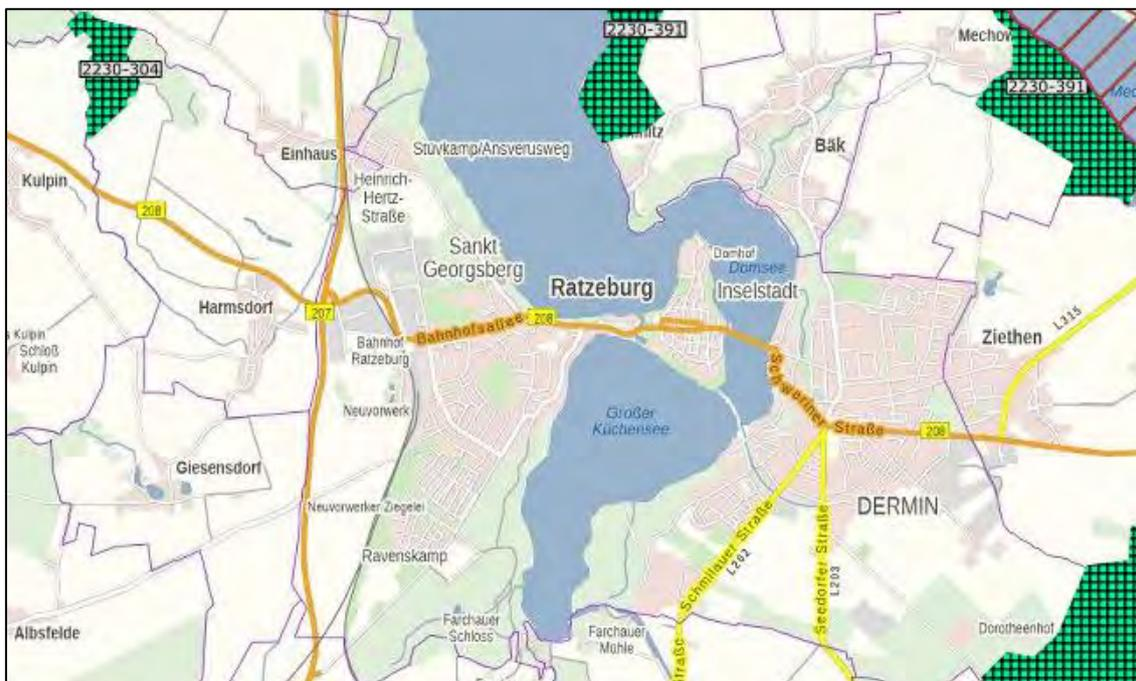 2230-391
Mechow
2230-304
2230-391
Einhaus
Stüvkamp/Ansverusweg
Bäk
Kulpin
Heinrich-
Hertz-
Straße
208
Sankt
Georgsberg
Domhof
Domsee
Ratzeburg
Inselstadt
Harmsdorf
207
Bahnhofsallee
208
L315
Ziethen
Kulpin
Schloß
Kulpin
Bahnhof
Ratzeburg
Schweriner Straße
Neuvorwerk
Großer
Küchensee
208
Giesensdorf
Neuvorwerker Ziegelei
DERMIN
Ravenskamp
Schmilauer Straße
L202
Seedorfer Straße
L203
Farchauer
Schloss
Farchauer
Mühle
Dorotheenhof
Albsfelde